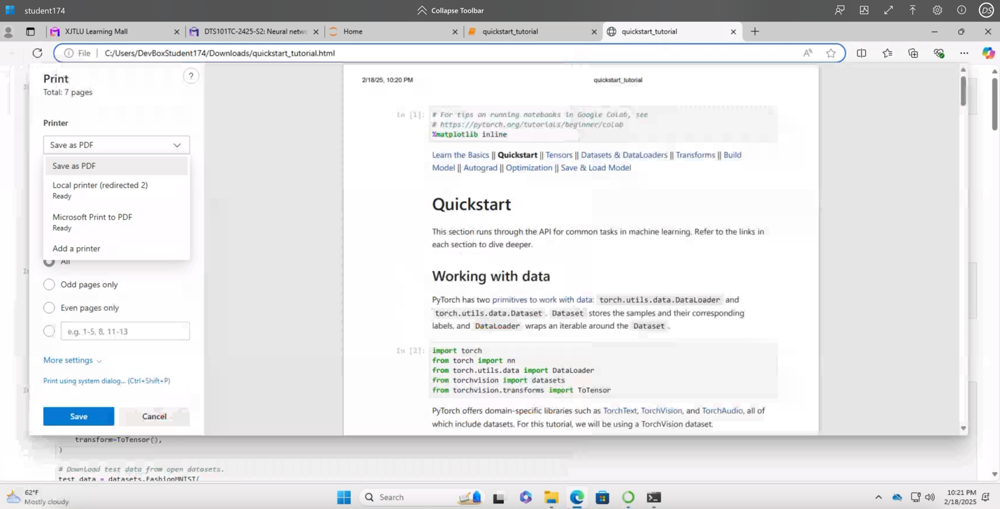 student174
Collapse Toolbar
DS
XJTLU Learning Mall
DTS101TC-2425-S2: Neural netwo
Home
quickstart_tutorial
quickstart_tutorial
File
C:/Users/DevBoxStudent174/Downloads/quickstart_tutorial.html
Print
?
Total: 7 pages
Printer
Save as PDF
Save as PDF
Local printer (redirected 2)
Ready
Microsoft Print to PDF
Ready
Add a printer
All
Odd pages only
Even pages only
e.g. 1-5, 8, 11-13
More settings
Print using system dialog... (Ctrl+Shift+P)
Save
Cancel
2/18/25, 10:20 PM
quickstart_tutorial
In [1]:
# For tips on running notebooks in Google Colab, see
# https://pytorch.org/tutorials/beginner/colab
%matplotlib inline
Learn the Basics || Quickstart || Tensors || Datasets & DataLoaders || Transforms || Build
Model || Autograd || Optimization || Save & Load Model
Quickstart
This section runs through the API for common tasks in machine learning. Refer to the links in
each section to dive deeper.
Working with data
PyTorch has two primitives to work with data: torch.utils.data.DataLoader and
torch.utils.data.Dataset . Dataset stores the samples and their corresponding
labels, and DataLoader wraps an iterable around the Dataset .
In [2]:
import torch
from torch import nn
from torch.utils.data import DataLoader
from torchvision import datasets
from torchvision.transforms import ToTensor
PyTorch offers domain-specific libraries such as TorchText, TorchVision, and TorchAudio, all of
which include datasets. For this tutorial, we will be using a TorchVision dataset.
transform=ToTensor(),
)
# Download test data from open datasets.
test_data = datasets.FashionMNIST(
62°F
Mostly cloudy
Search
10:21 PM
2/18/2025